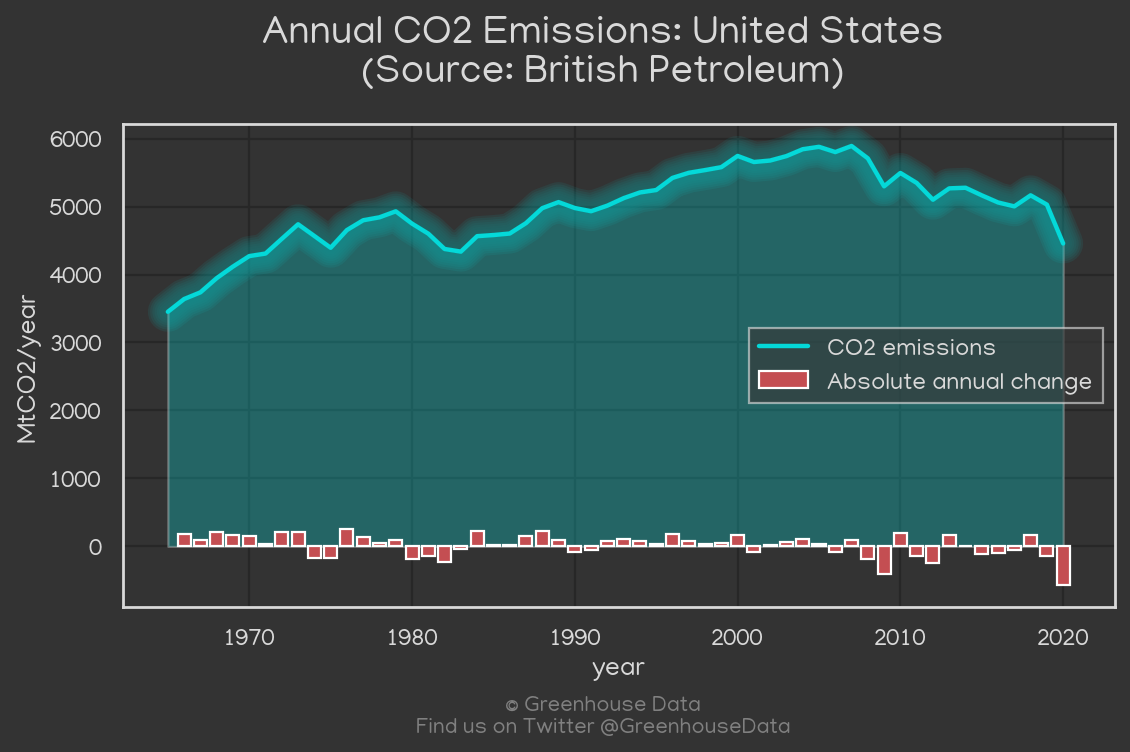 Annual CO2 Emissions: United States
(Source: British Petroleum)
6000
5000
4000
3000
2000
1000
0
MtCO2/year
CO2 emissions
Absolute annual change
1970 1980 1990 2000 2010 2020
year
© Greenhouse Data
Find us on Twitter @GreenhouseData